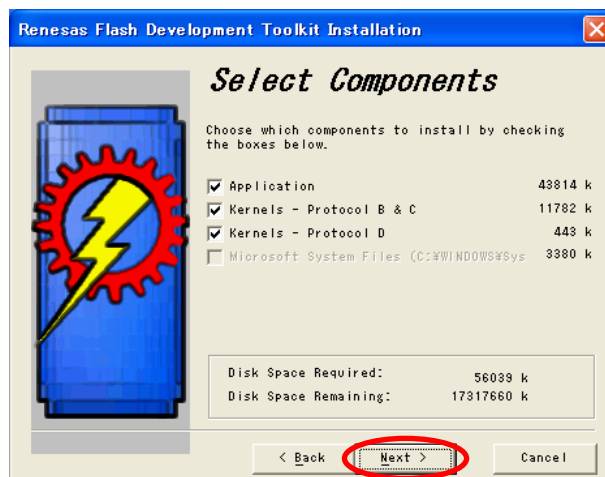 Renesas Flash Development Toolkit Installation
Select Components
Choose which components to install by checking
the boxes below.
Application 43814 k
Kernels - Protocol B & C 11782 k
Kernels - Protocol D 443 k
Microsoft System Files (C:¥WINDOWS¥Sys 3380 k
Disk Space Required: 56039 k
Disk Space Remaining: 17317660 k
< Back Next > Cancel